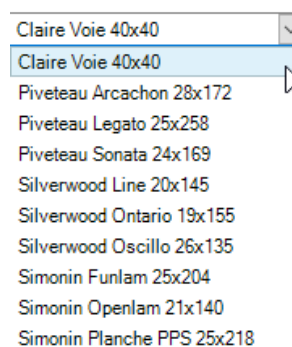 Claire Voie 40x40
Claire Voie 40x40
Piveteau Arcachon 28x172
Piveteau Legato 25x258
Piveteau Sonata 24x169
Silverwood Line 20x145
Silverwood Ontario 19x155
Silverwood Oscillo 26x135
Simonin Funlam 25x204
Simonin Openlam 21x140
Simonin Planche PPS 25x218